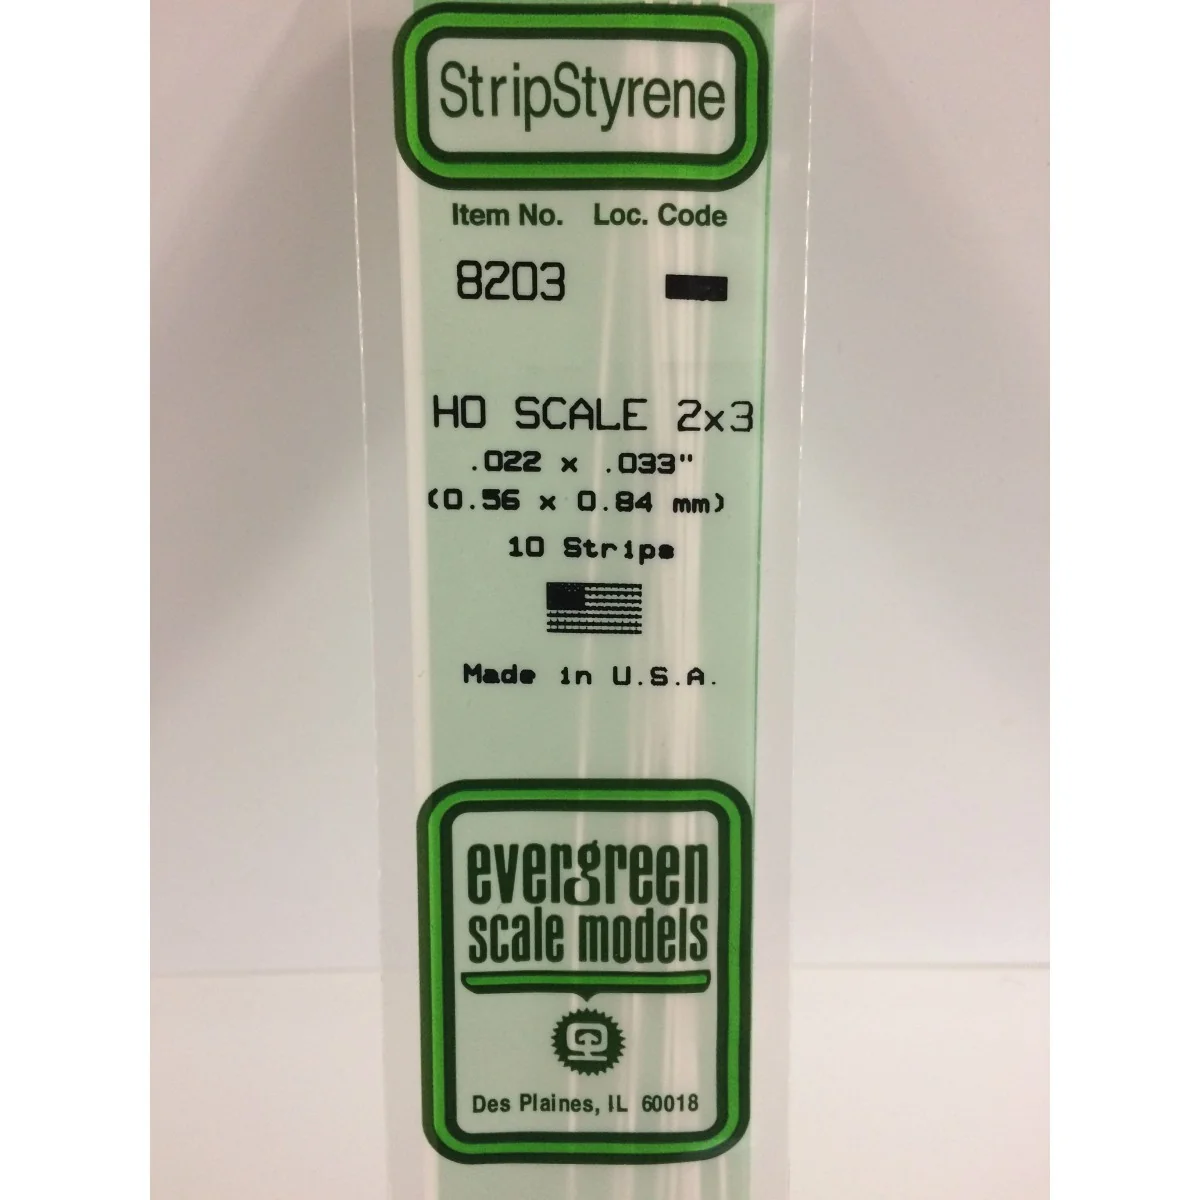 StripStyrene
Item No. Loc. Code
8203
HO SCALE 2x3
.022 x .033"
(0.56 x 0.84 mm)
10 Strips
Made in U.S.A.
evergreen
scale models
Des Plaines, IL 60018